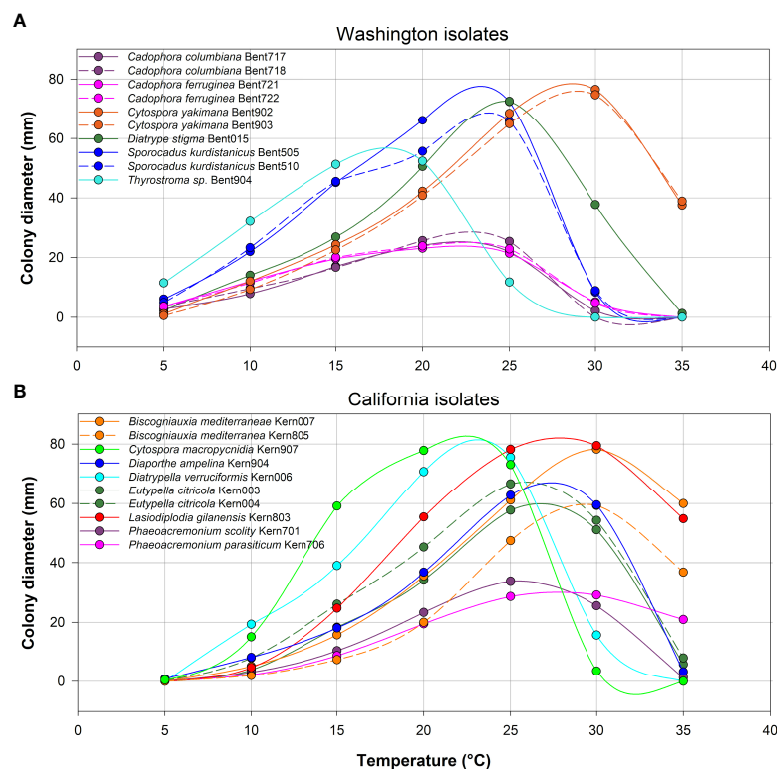 A
Washington isolates
Cadophora columbiana Bent717
Cadophora columbiana Bent718
Cadophora ferruginea Bent721
Cadophora ferruginea Bent722
Cytospora yakimana Bent902
Cytospora yakimana Bent903
Diatrype stigma Bent015
Sporocadus kurdistanicus Bent505
Sporocadus kurdistanicus Bent510
Thyrostroma sp. Bent904
Colony diameter (mm)
80
60
40
20
0
0 5 10 15 20 25 30 35 40
B
California isolates
Biscogniauxia mediterraneae Kern007
Biscogniauxia mediterranea Kern805
Cytospora macropycnidia Kern907
Diaporthe ampelina Kern904
Diatrypella verruciformis Kern006
Eutypella citricola Kern003
Eutypella citricola Kern004
Lasiodiplodia gilanensis Kern803
Phaeoacremonium scolity Kern701
Phaeoacremonium parasiticum Kern706
Colony diameter (mm)
80
60
40
20
0
0 5 10 15 20 25 30 35 40
Temperature (°C)